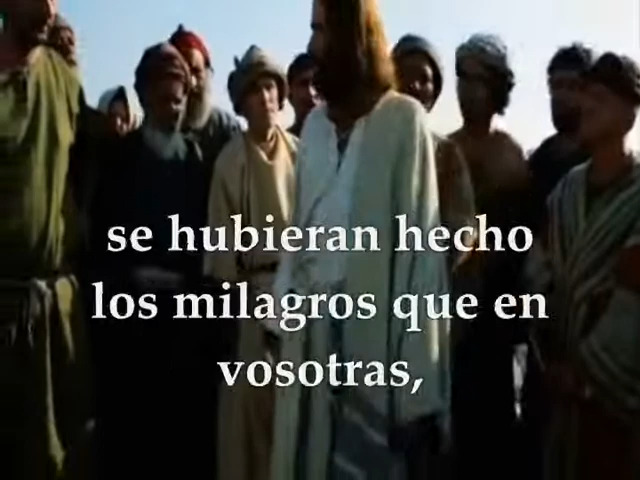 se hubieran hecho
los milagros que en
vosotras,